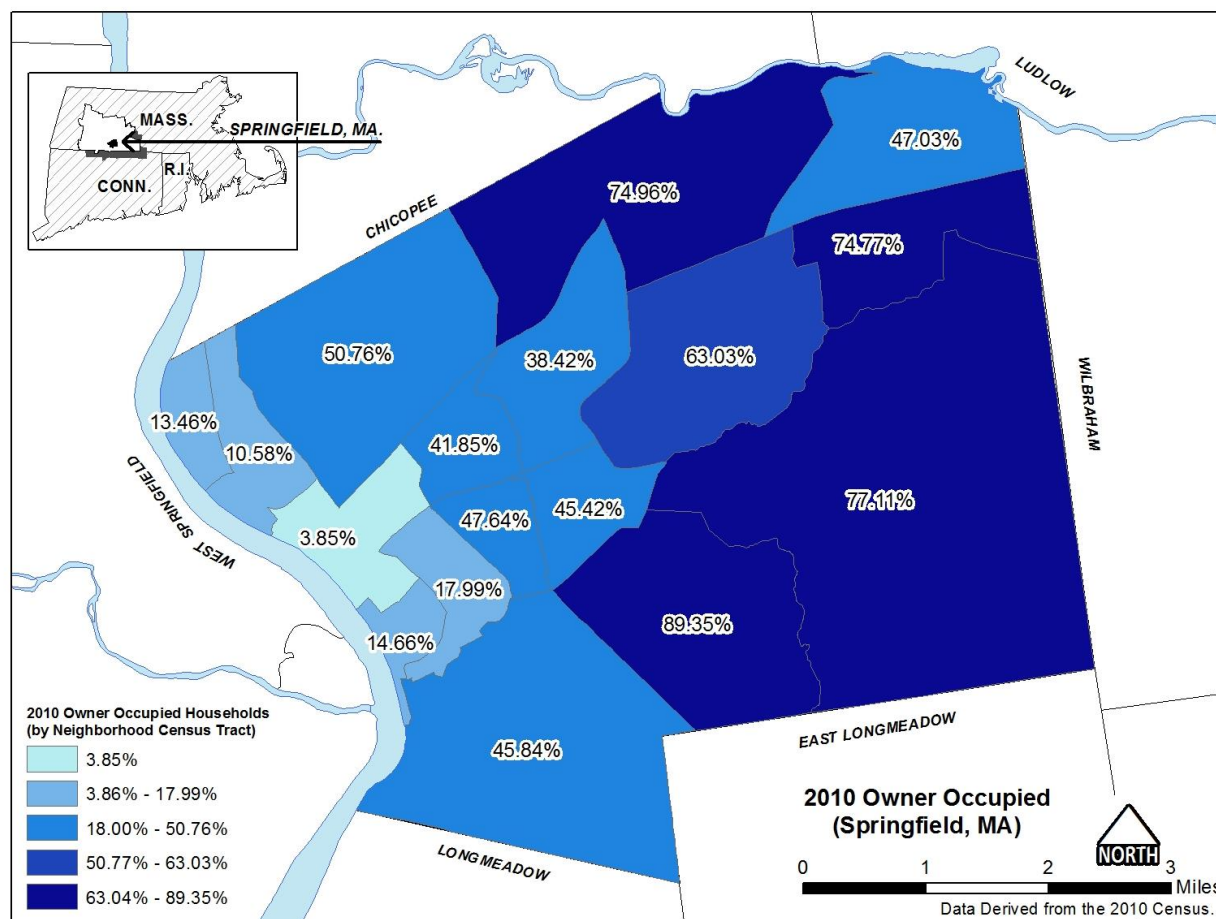 LUDLOW
MASS.
SPRINGFIELD, MA.
R.I.
CONN.
47.03%
74.96%
CHICOPEE
74.77%
50.76%
38.42%
63.03%
WILBRAHAM
13.46%
10.58%
41.85%
WEST SPRINGFIELD
3.85%
47.64%
45.42%
77.11%
17.99%
14.66%
89.35%
45.84%
EAST LONGMEADOW
LONGMEADOW
2010 Owner Occupied Households
(by Neighborhood Census Tract)
3.85%
3.86% - 17.99%
18.00% - 50.76%
50.77% - 63.03%
63.04% - 89.35%
2010 Owner Occupied
(Springfield, MA)
NORTH
0 1 2 3
Miles
Data Derived from the 2010 Census.